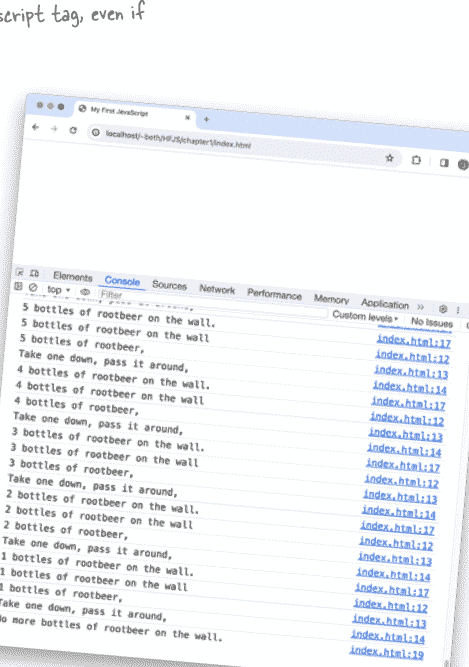 script tag, even if
My First JavaScript
localhost/~beth/HFJS/chapter1/index.html
Elements Console Sources Network Performance Memory Application
top Filter Custom levels No Issues
5 bottles of rootbeer on the wall. index.html:17
5 bottles of rootbeer on the wall index.html:12
5 bottles of rootbeer, index.html:13
Take one down, pass it around, index.html:14
4 bottles of rootbeer on the wall. index.html:17
4 bottles of rootbeer on the wall index.html:12
4 bottles of rootbeer, index.html:13
Take one down, pass it around, index.html:14
3 bottles of rootbeer on the wall. index.html:17
3 bottles of rootbeer on the wall index.html:12
3 bottles of rootbeer, index.html:13
Take one down, pass it around, index.html:14
2 bottles of rootbeer on the wall. index.html:17
2 bottles of rootbeer on the wall index.html:12
2 bottles of rootbeer, index.html:13
Take one down, pass it around, index.html:14
1 bottles of rootbeer on the wall. index.html:17
1 bottles of rootbeer on the wall index.html:12
1 bottles of rootbeer, index.html:13
Take one down, pass it around, index.html:14
No more bottles of rootbeer on the wall. index.html:19